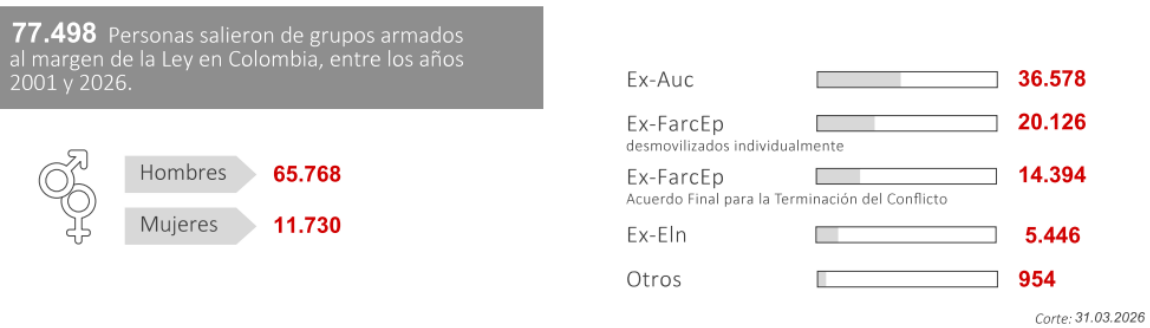 77.498 Personas salieron de grupos armados
al margen de la Ley en Colombia, entre los años
2001 y 2026.
Hombres 65.768
Mujeres 11.730
Ex-Auc 36.578
Ex-FarcEp 20.126
desmovilizados individualmente
Ex-FarcEp 14.394
Acuerdo Final para la Terminación del Conflicto
Ex-Eln 5.446
Otros 954
Corte: 31.03.2026